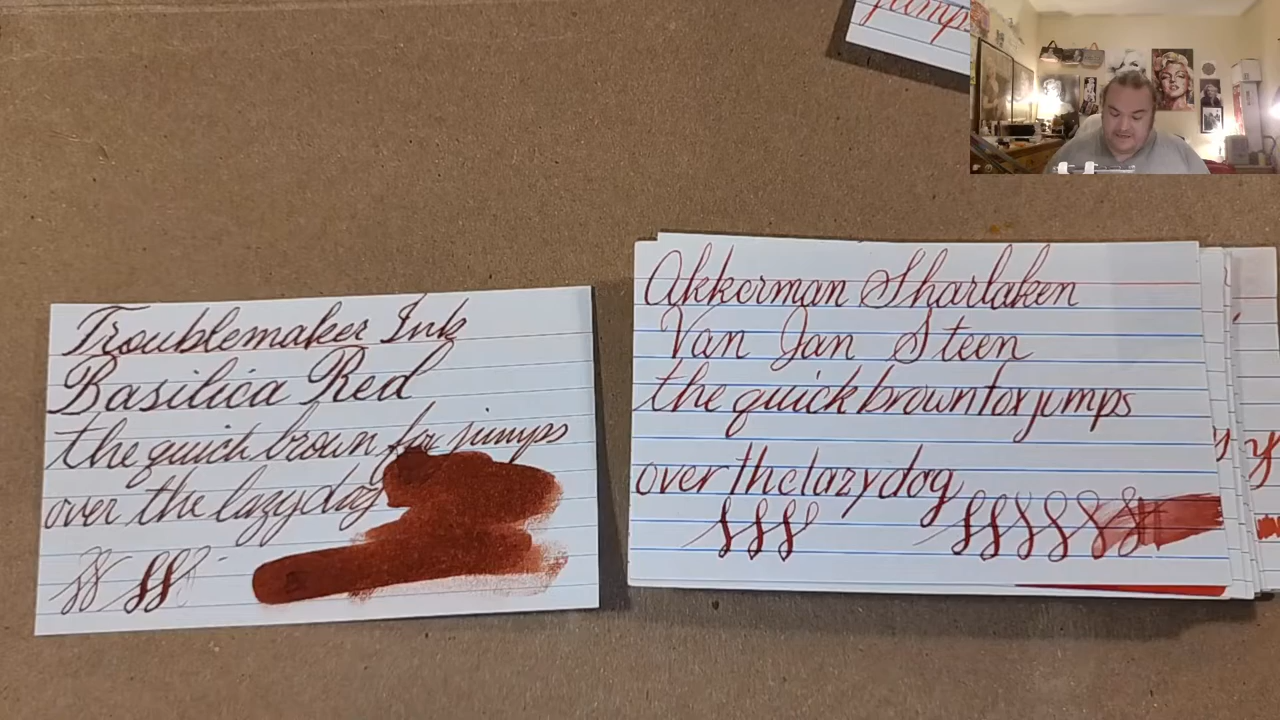 jump
Troublemaker Ink
Basilica Red
the quick brown fox jumps
over the lazy dog
Akkerman Sharlaken
Van Jan Steen
the quick brown fox jumps
over the lazy dog